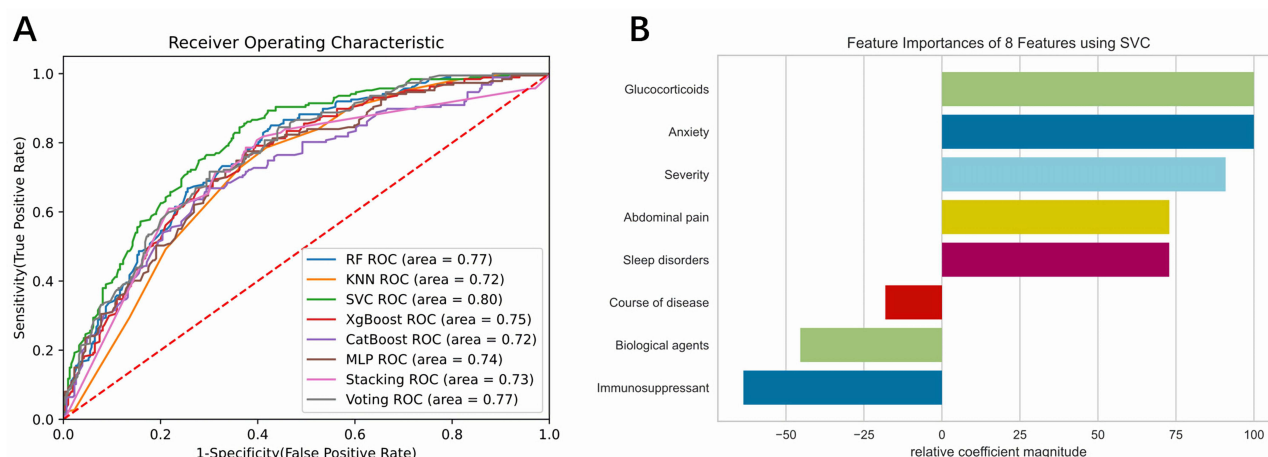 A
Receiver Operating Characteristic
Sensitivity(True Positive Rate)
1.0
0.8
0.6
0.4
0.2
0.0
RF ROC (area = 0.77)
KNN ROC (area = 0.72)
SVC ROC (area = 0.80)
XgBoost ROC (area = 0.75)
CatBoost ROC (area = 0.72)
MLP ROC (area = 0.74)
Stacking ROC (area = 0.73)
Voting ROC (area = 0.77)
0.0 0.2 0.4 0.6 0.8 1.0
1-Specificity(False Positive Rate)
B
Feature Importances of 8 Features using SVC
Glucocorticoids
Anxiety
Severity
Abdominal pain
Sleep disorders
Course of disease
Biological agents
Immunosuppressant
−50 −25 0 25 50 75 100
relative coefficient magnitude